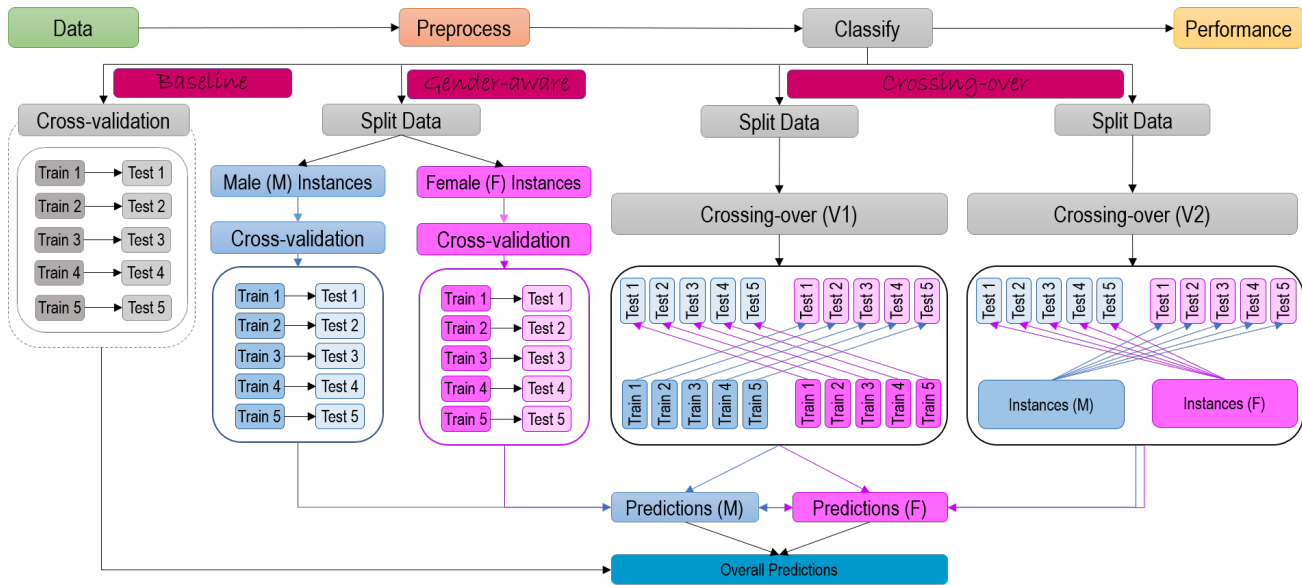 Data
Preprocess
Classify
Performance
Baseline
Gender-aware
Crossing-over
Cross-validation
Train 1
Test 1
Train 2
Test 2
Train 3
Test 3
Train 4
Test 4
Train 5
Test 5
Split Data
Male (M) Instances
Female (F) Instances
Cross-validation
Cross-validation
Train 1
Test 1
Train 2
Test 2
Train 3
Test 3
Train 4
Test 4
Train 5
Test 5
Train 1
Test 1
Train 2
Test 2
Train 3
Test 3
Train 4
Test 4
Train 5
Test 5
Split Data
Crossing-over (V1)
Test 1
Test 2
Test 3
Test 4
Test 5
Test 1
Test 2
Test 3
Test 4
Test 5
Train 1
Train 2
Train 3
Train 4
Train 5
Train 1
Train 2
Train 3
Train 4
Train 5
Split Data
Crossing-over (V2)
Test 1
Test 2
Test 3
Test 4
Test 5
Test 1
Test 2
Test 3
Test 4
Test 5
Instances (M)
Instances (F)
Predictions (M)
Predictions (F)
Overall Predictions